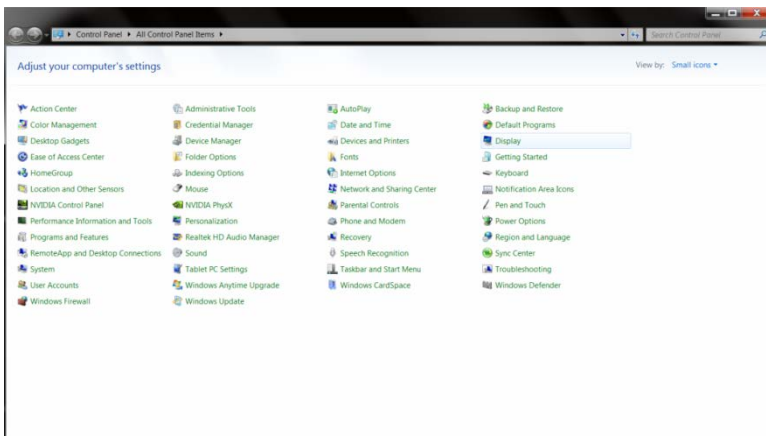 Control Panel ▸ All Control Panel Items ▸ Search Control Panel
Adjust your computer's settings View by: Small icons
Action Center Administrative Tools AutoPlay Backup and Restore
Color Management Credential Manager Date and Time Default Programs
Desktop Gadgets Device Manager Devices and Printers Display
Ease of Access Center Folder Options Fonts Getting Started
HomeGroup Indexing Options Internet Options Keyboard
Location and Other Sensors Mouse Network and Sharing Center Notification Area Icons
NVIDIA Control Panel NVIDIA PhysX Parental Controls Pen and Touch
Performance Information and Tools Personalization Phone and Modem Power Options
Programs and Features Realtek HD Audio Manager Recovery Region and Language
RemoteApp and Desktop Connections Sound Speech Recognition Sync Center
System Tablet PC Settings Taskbar and Start Menu Troubleshooting
User Accounts Windows Anytime Upgrade Windows CardSpace Windows Defender
Windows Firewall Windows Update